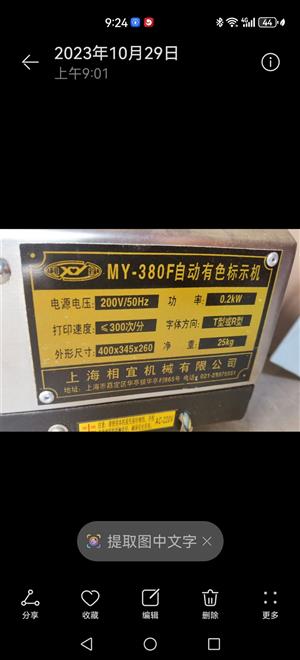 9:24
44
2023年10月29日
上午9:01
MY-380F自动有色标示机
电源电压: 200V/50Hz 功 率: 0.2kW
打印速度: ≤300次/分 字体方向: T型或R型
外形尺寸: 400x345x260 净 重: 25kg
上海相宜机械有限公司
AC-220V
提取图中文字 ×
分享 收藏 编辑 删除 更多